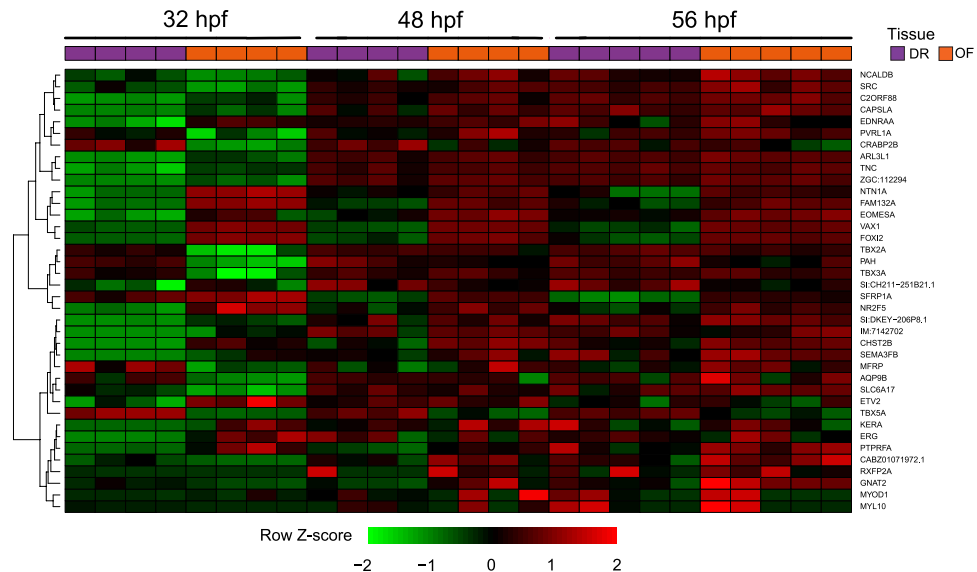 32 hpf 48 hpf 56 hpf
Tissue
DR OF
NCALDB
SRC
C2ORF88
CAPSLA
EDNRAA
PVRL1A
CRABP2B
ARL3L1
TNC
ZGC:112294
NTN1A
FAM132A
EOMESA
VAX1
FOXI2
TBX2A
PAH
TBX3A
SI:CH211−251B21.1
SFRP1A
NR2F5
SI:DKEY−206P8.1
IM:7142702
CHST2B
SEMA3FB
MFRP
AQP9B
SLC6A17
ETV2
TBX5A
KERA
ERG
PTPRFA
CABZ01071972.1
RXFP2A
GNAT2
MYOD1
MYL10
Row Z-score
−2 −1 0 1 2